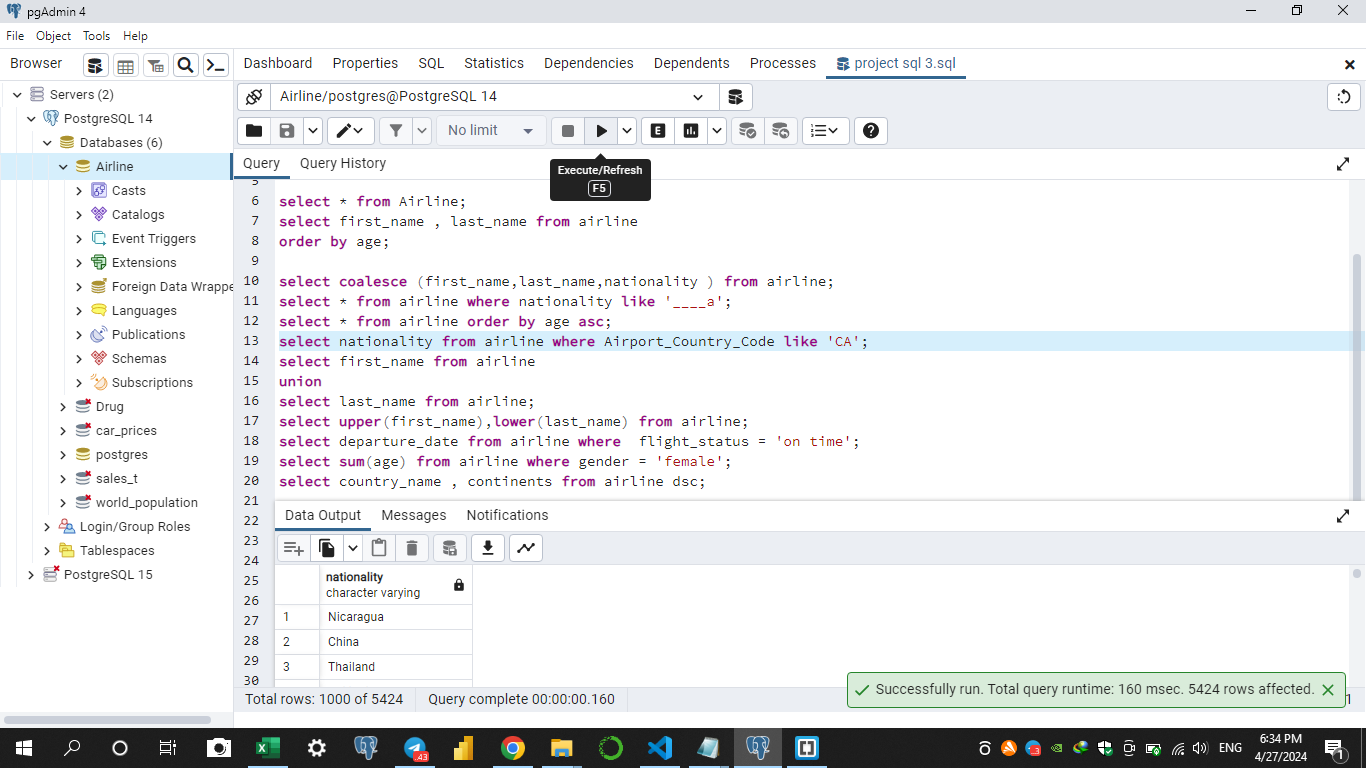 pgAdmin 4
File Object Tools Help
Browser
Dashboard Properties SQL Statistics Dependencies Dependents Processes project sql 3.sql
Servers (2)
PostgreSQL 14
Databases (6)
Airline
Casts
Catalogs
Event Triggers
Extensions
Foreign Data Wrappe
Languages
Publications
Schemas
Subscriptions
Drug
car_prices
postgres
sales_t
world_population
Login/Group Roles
Tablespaces
PostgreSQL 15
Airline/postgres@PostgreSQL 14
No limit
E
Query Query History
Execute/Refresh
F5
5
6 select * from Airline;
7 select first_name , last_name from airline
8 order by age;
9
10 select coalesce (first_name,last_name,nationality ) from airline;
11 select * from airline where nationality like '____a';
12 select * from airline order by age asc;
13 select nationality from airline where Airport_Country_Code like 'CA';
14 select first_name from airline
15 union
16 select last_name from airline;
17 select upper(first_name),lower(last_name) from airline;
18 select departure_date from airline where  flight_status = 'on time';
19 select sum(age) from airline where gender = 'female';
20 select country_name , continents from airline dsc;
21
22
23
24
25
26
27
28
29
30
Data Output Messages Notifications
nationality
character varying
1 Nicaragua
2 China
3 Thailand
Successfully run. Total query runtime: 160 msec. 5424 rows affected.
Total rows: 1000 of 5424 Query complete 00:00:00.160
1
43
ENG
6:34 PM
4/27/2024
1